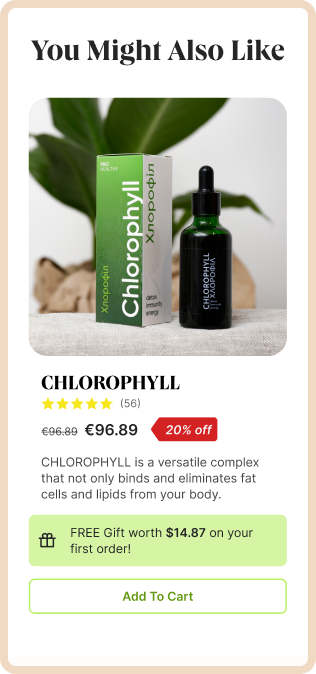 You Might Also Like
PRO
HEALTHY
Chlorophyll
Хлорофіл
Хлорофіл
detox
immunity
energy
CHLOROPHYLL
ХЛОРОФІЛ
CHLOROPHYLL
(56)
€96.89 €96.89 20% off
CHLOROPHYLL is a versatile complex
that not only binds and eliminates fat
cells and lipids from your body.
FREE Gift worth $14.87 on your
first order!
Add To Cart